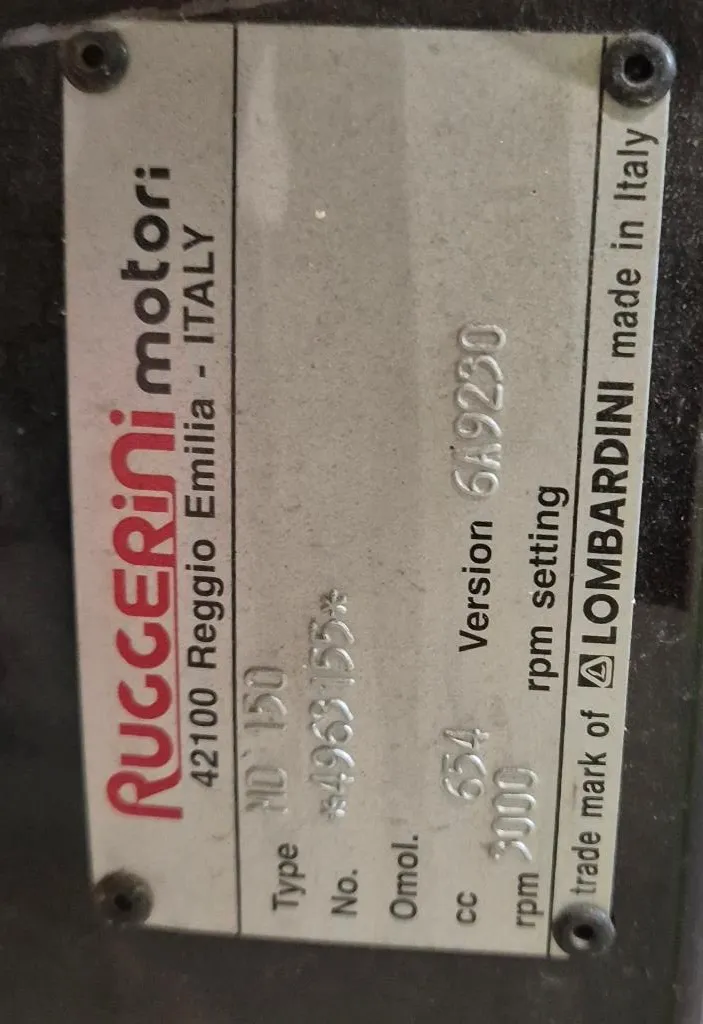 RUGGERINI motori
42100 Reggio Emilia - ITALY
Type MD 150
No. *4963155*
Omol.
cc 654 Version 6A9230
rpm 3000 rpm setting
trade mark of LOMBARDINI made in Italy